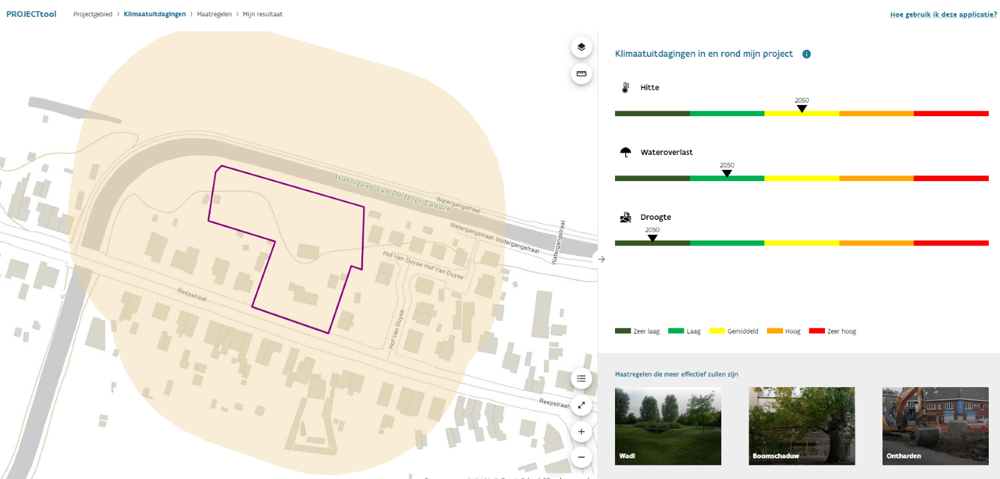 PROJECTtool
Projectgebied > Klimaatuitdagingen > Maatregelen > Mijn resultaat
Hoe gebruik ik deze applicatie?
Watergang Van De Hoge Landen
Watergangstraat
Watergangstraat Watergangstraat
Watergangstraat
Hof Van Duyse Hof Van Duyse
Hof Van Duyse
Reepstraat
Reepstraat
Klimaatuitdagingen in en rond mijn project
Hitte
2050
Wateroverlast
2050
Droogte
2050
Zeer laag Laag Gemiddeld Hoog Zeer hoog
Maatregelen die meer effectief zullen zijn
Wadi
Boomschaduw
Ontharden